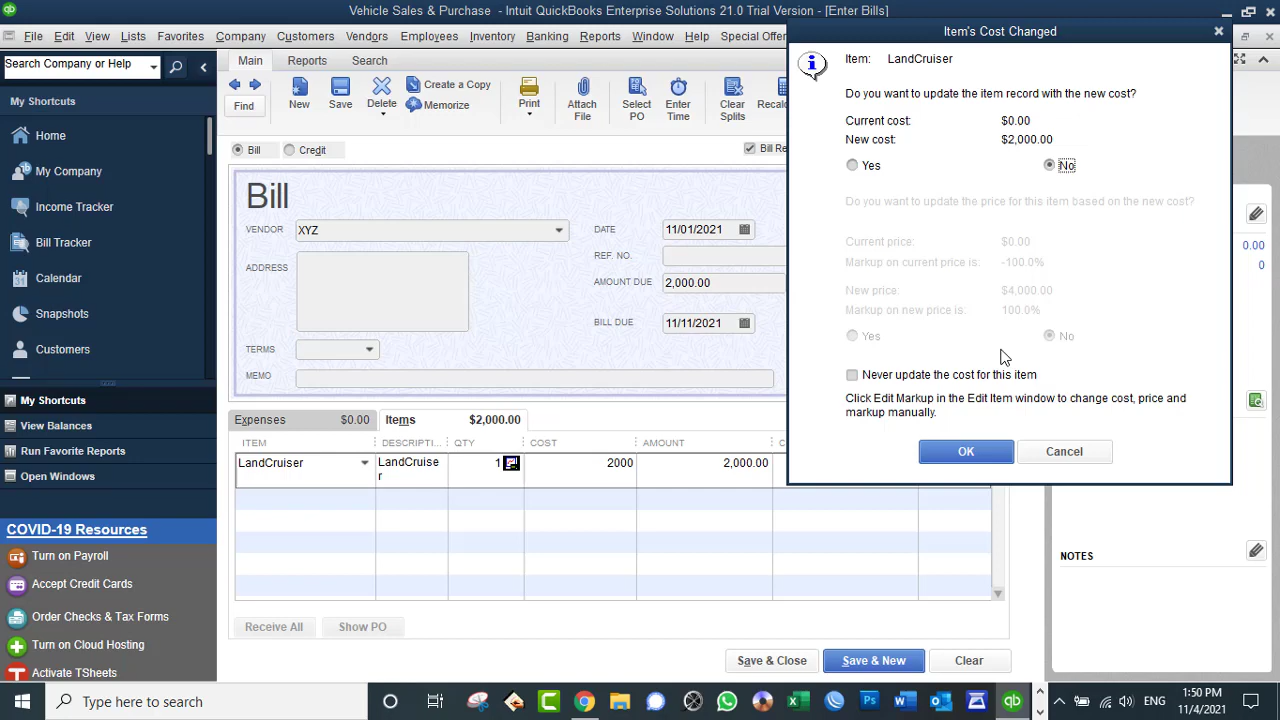 Vehicle Sales & Purchase - Intuit QuickBooks Enterprise Solutions 21.0 Trial Version - [Enter Bills]
File Edit View Lists Favorites Company Customers Vendors Employees Inventory Banking Reports Window Special Offer
Search Company or Help
My Shortcuts
Home
My Company
Income Tracker
Bill Tracker
Calendar
Snapshots
Customers
My Shortcuts
View Balances
Run Favorite Reports
Open Windows
COVID-19 Resources
Turn on Payroll
Accept Credit Cards
Order Checks & Tax Forms
Turn on Cloud Hosting
Activate TSheets
Main Reports Search
Find
New
Save
Delete
Create a Copy
Memorize
Print
Attach
File
Select
PO
Enter
Time
Clear
Splits
Bill
Credit
Bill
VENDOR
XYZ
DATE
11/01/2021
ADDRESS
REF. NO.
AMOUNT DUE
2,000.00
BILL DUE
11/11/2021
TERMS
MEMO
Expenses $0.00
Items $2,000.00
ITEM QTY COST AMOUNT
LandCruiser LandCruise 1 2000 2,000.00
r
Receive All
Show PO
Save & Close
Save & New
Clear
Item's Cost Changed
Item: LandCruiser
Do you want to update the item record with the new cost?
Current cost: $0.00
New cost: $2,000.00
Yes No
Do you want to update the price for this item based on the new cost?
Current price: $0.00
Markup on current price is: -100.0%
New price: $4,000.00
Markup on new price is: 100.0%
Yes No
Never update the cost for this item
Click Edit Markup in the Edit Item window to change cost, price and
markup manually.
OK
Cancel
0.00
0
NOTES
Type here to search
ENG
1:50 PM
11/4/2021